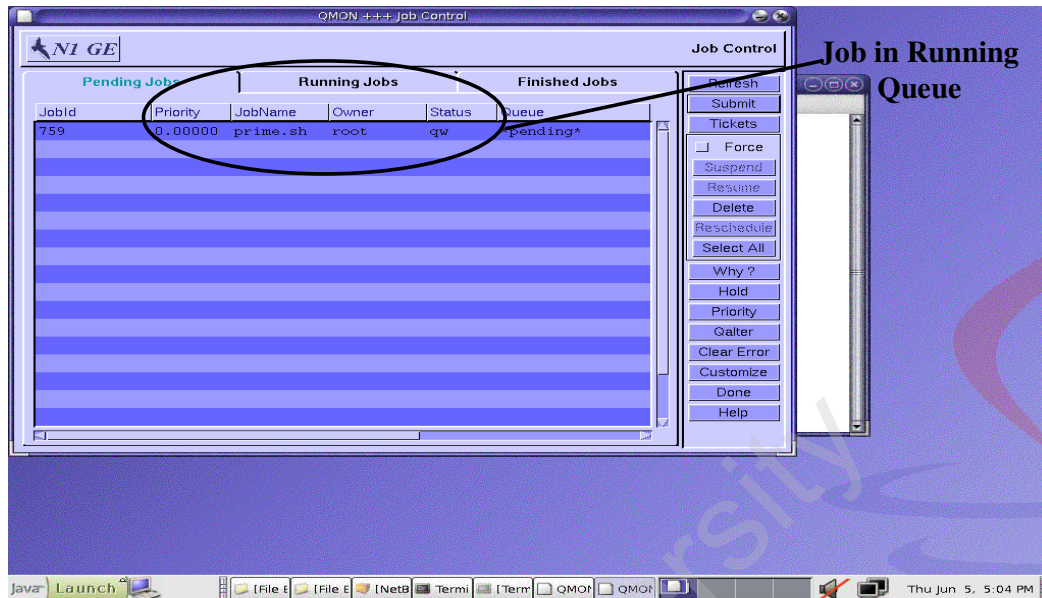 QMON +++ Job Control
N1 GE
Job Control
Job in Running
Queue
Pending Jobs Running Jobs Finished Jobs
JobId Priority JobName Owner Status Queue
759 0.00000 prime.sh root qw *pending*
Refresh
Submit
Tickets
Force
Suspend
Resume
Delete
Reschedule
Select All
Why ?
Hold
Priority
Qalter
Clear Error
Customize
Done
Help
rsity
Java Launch [File E [File E [NetB Termi [Term QMON QMON Thu Jun 5, 5:04 PM